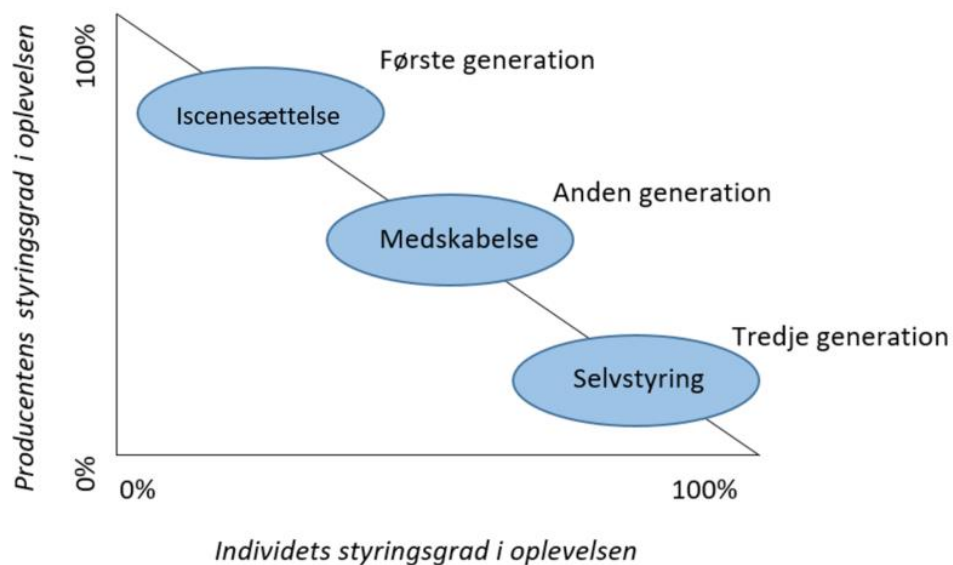 Første generation
Iscenesættelse
Anden generation
Medskabelse
Tredje generation
Selvstyring
Producentens styringsgrad i oplevelsen
100%
0%
0%
100%
Individets styringsgrad i oplevelsen